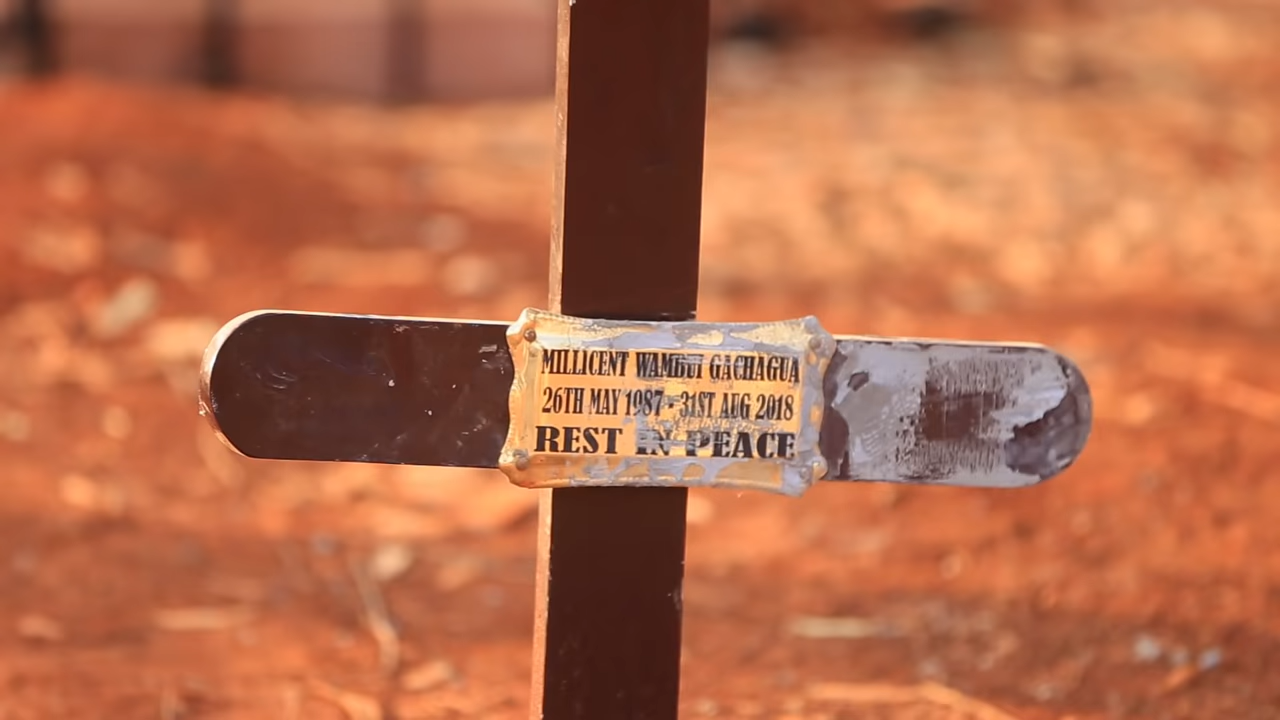 MILLICENT WAMBUI GACHAGUA
26TH MAY 1987 - 31ST AUG 2018
REST IN PEACE